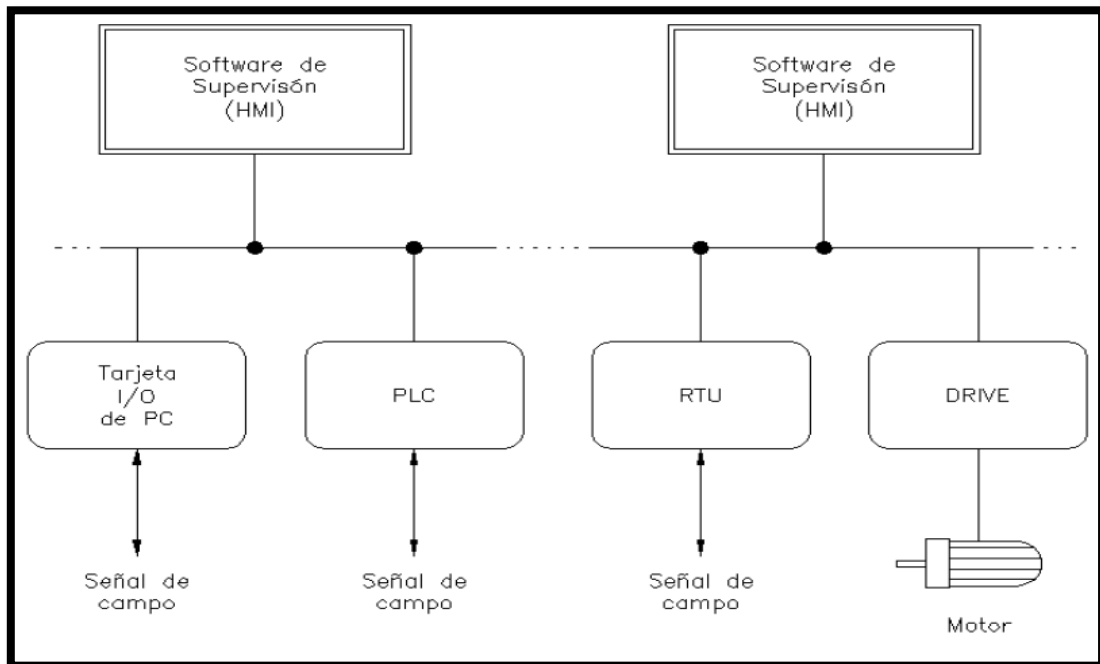 Software de
Supervisón
(HMI)
Software de
Supervisón
(HMI)
Tarjeta
I/O
de PC
PLC
RTU
DRIVE
Señal de
campo
Señal de
campo
Señal de
campo
Motor